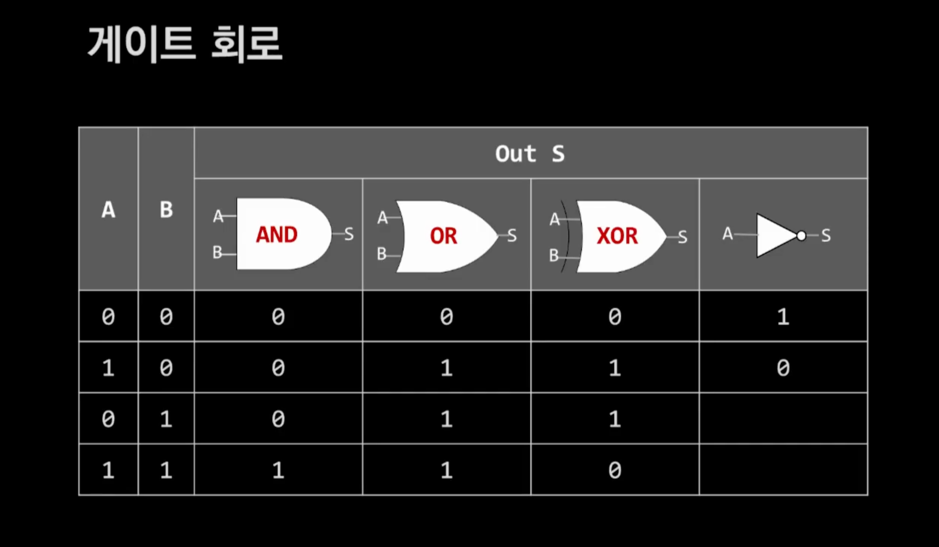 게이트 회로
Out S
A B
A B AND S
A B OR S
A B XOR S
A S
0 0 0 0 0 1
1 0 0 1 1 0
0 1 0 1 1
1 1 1 1 0